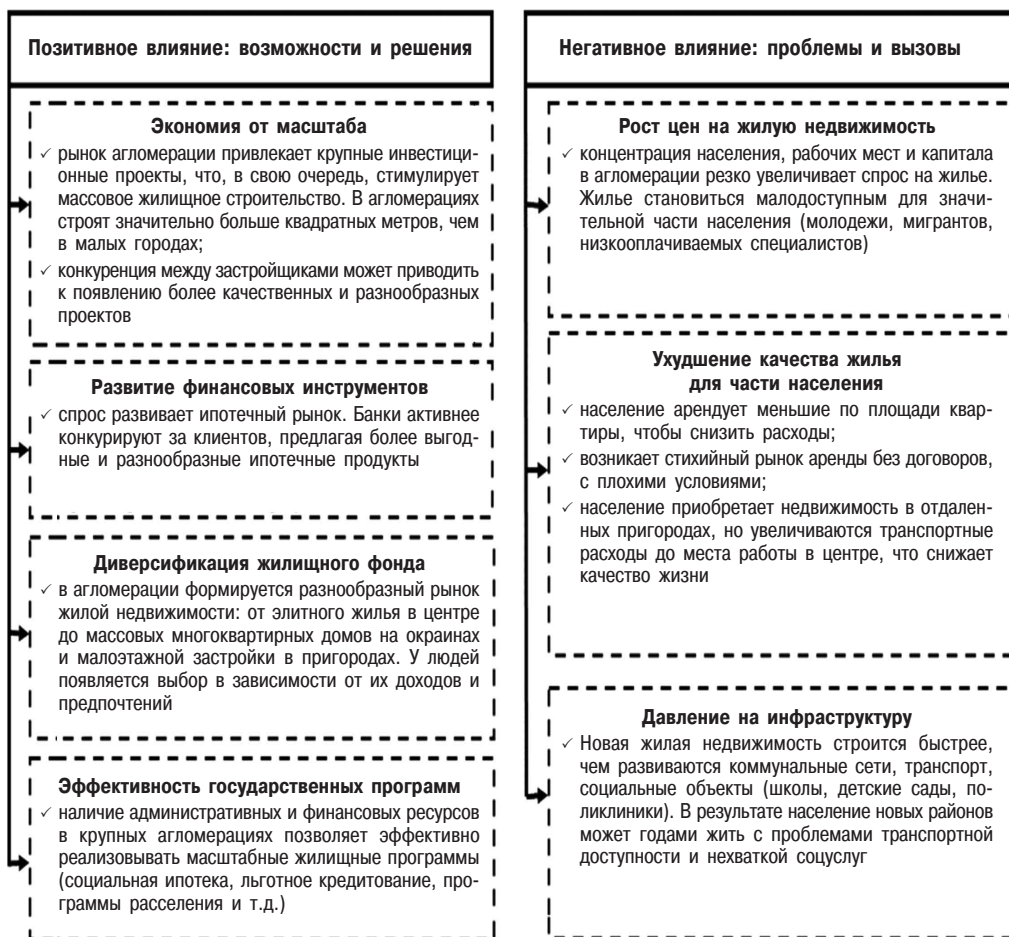 Позитивное влияние: возможности и решения
Экономия от масштаба
✓ рынок агломерации привлекает крупные инвестици-
онные проекты, что, в свою очередь, стимулирует
массовое жилищное строительство. В агломерациях
строят значительно больше квадратных метров, чем
в малых городах;
✓ конкуренция между застройщиками может приводить
к появлению более качественных и разнообразных
проектов
Развитие финансовых инструментов
✓ спрос развивает ипотечный рынок. Банки активнее
конкурируют за клиентов, предлагая более выгод-
ные и разнообразные ипотечные продукты
Диверсификация жилищного фонда
✓ в агломерации формируется разнообразный рынок
жилой недвижимости: от элитного жилья в центре
до массовых многоквартирных домов на окраинах
и малоэтажной застройки в пригородах. У людей
появляется выбор в зависимости от их доходов и
предпочтений
Эффективность государственных программ
✓ наличие административных и финансовых ресурсов
в крупных агломерациях позволяет эффективно
реализовывать масштабные жилищные программы
(социальная ипотека, льготное кредитование, про-
граммы расселения и т.д.)
Негативное влияние: проблемы и вызовы
Рост цен на жилую недвижимость
✓ концентрация населения, рабочих мест и капитала
в агломерации резко увеличивает спрос на жилье.
Жилье становиться малодоступным для значи-
тельной части населения (молодежи, мигрантов,
низкооплачиваемых специалистов)
Ухудшение качества жилья
для части населения
✓ население арендует меньшие по площади квар-
тиры, чтобы снизить расходы;
✓ возникает стихийный рынок аренды без договоров,
с плохими условиями;
✓ население приобретает недвижимость в отдален-
ных пригородах, но увеличиваются транспортные
расходы до места работы в центре, что снижает
качество жизни
Давление на инфраструктуру
✓ Новая жилая недвижимость строится быстрее,
чем развиваются коммунальные сети, транспорт,
социальные объекты (школы, детские сады, по-
ликлиники). В результате население новых районов
может годами жить с проблемами транспортной
доступности и нехваткой соцуслуг